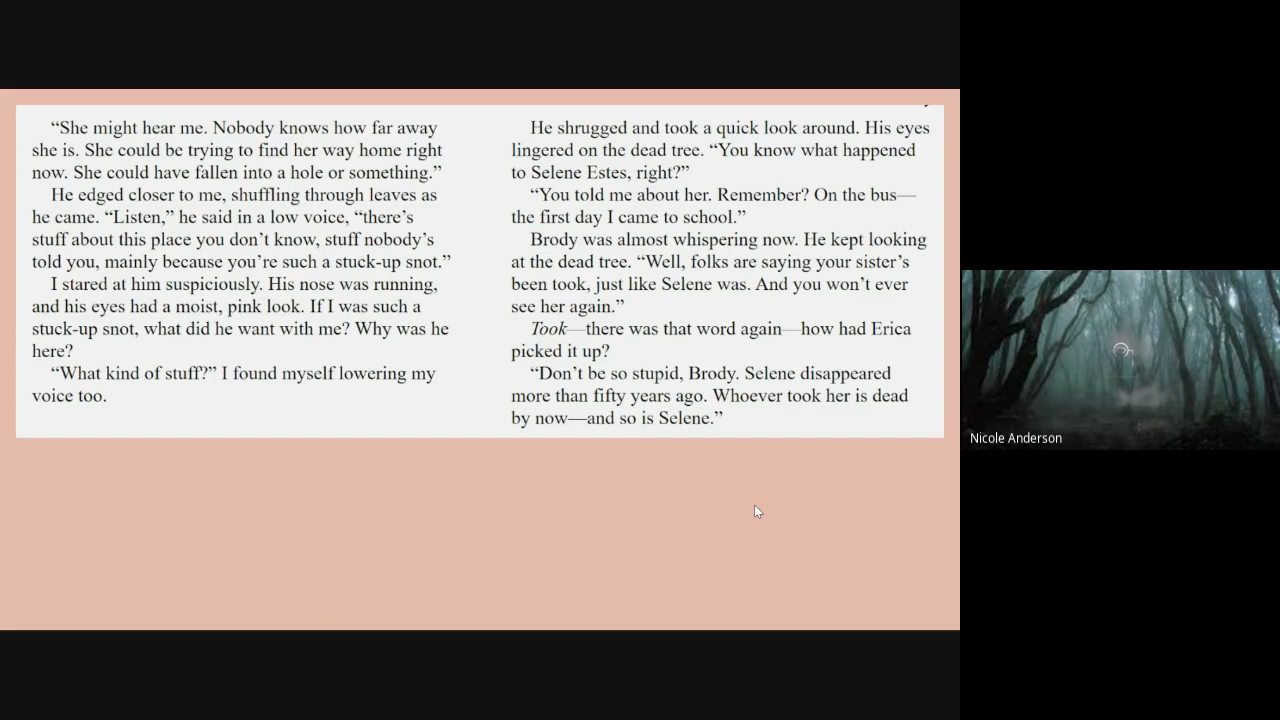 “She might hear me. Nobody knows how far away
she is. She could be trying to find her way home right
now. She could have fallen into a hole or something.”
He edged closer to me, shuffling through leaves as
he came. “Listen,” he said in a low voice, “there’s
stuff about this place you don’t know, stuff nobody’s
told you, mainly because you’re such a stuck-up snot.”
I stared at him suspiciously. His nose was running,
and his eyes had a moist, pink look. If I was such a
stuck-up snot, what did he want with me? Why was he
here?
“What kind of stuff?” I found myself lowering my
voice too.
He shrugged and took a quick look around. His eyes
lingered on the dead tree. “You know what happened
to Selene Estes, right?”
“You told me about her. Remember? On the bus—
the first day I came to school.”
Brody was almost whispering now. He kept looking
at the dead tree. “Well, folks are saying your sister’s
been took, just like Selene was. And you won’t ever
see her again.”
Took—there was that word again—how had Erica
picked it up?
“Don’t be so stupid, Brody. Selene disappeared
more than fifty years ago. Whoever took her is dead
by now—and so is Selene.”
Nicole Anderson